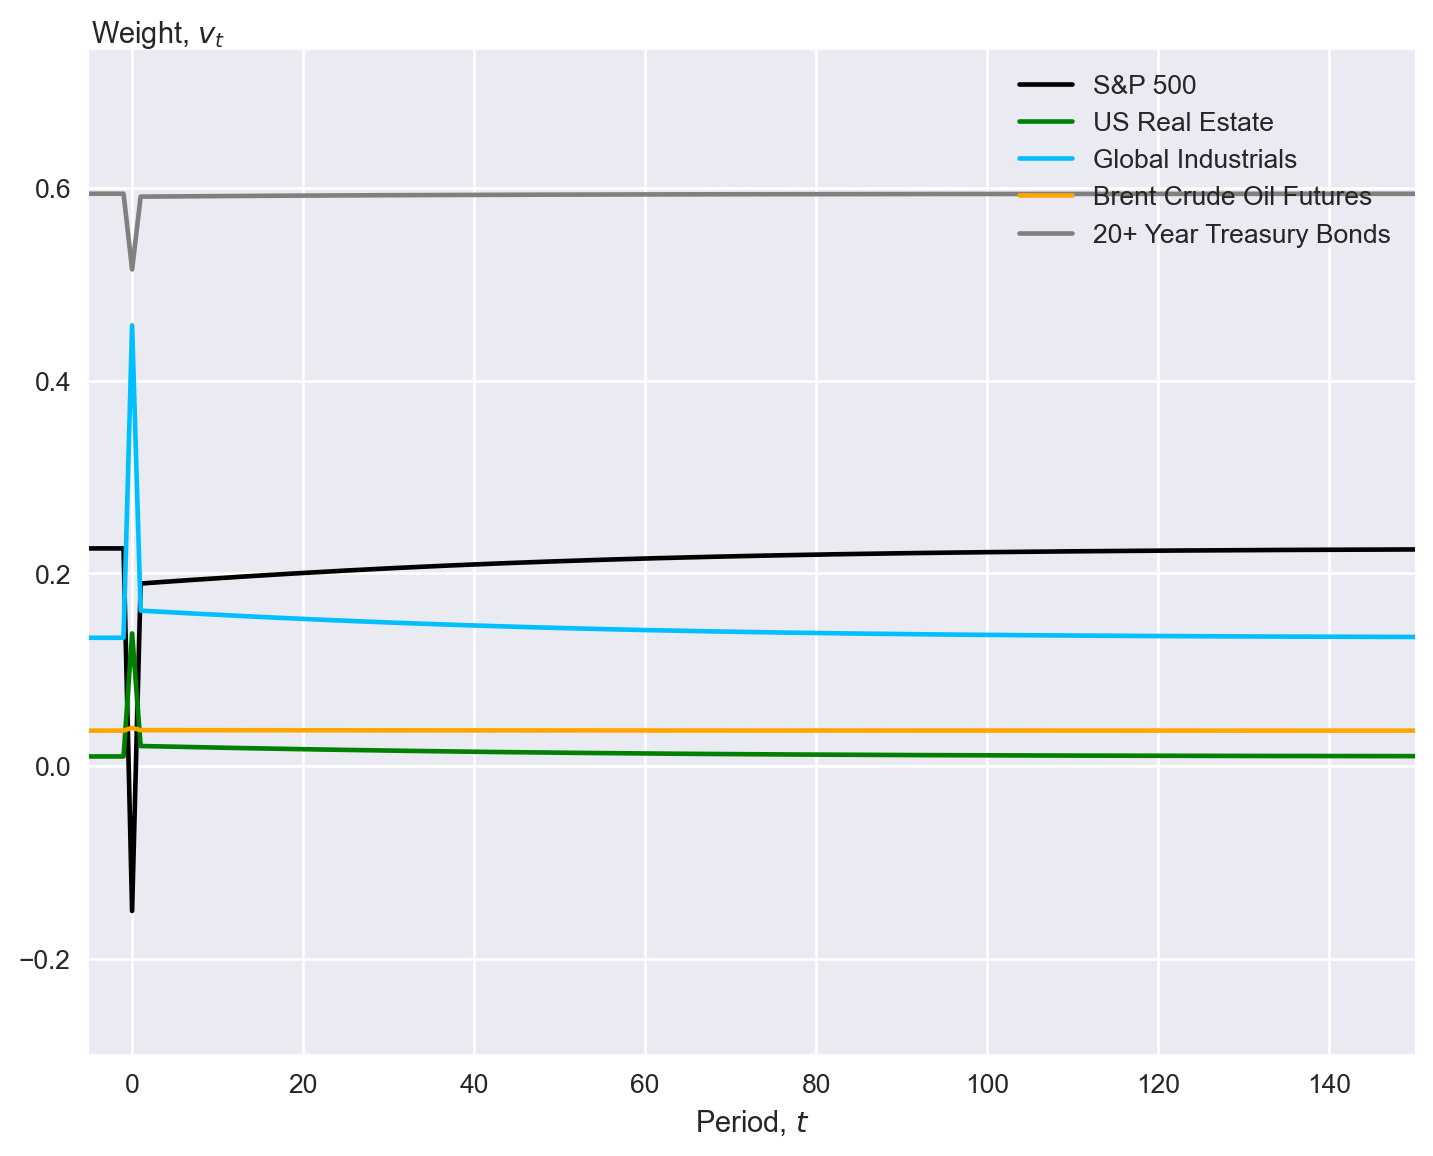 Weight, vₜ
S&P 500
US Real Estate
Global Industrials
Brent Crude Oil Futures
20+ Year Treasury Bonds
0.6
0.4
0.2
0.0
−0.2
0 20 40 60 80 100 120 140
Period, t